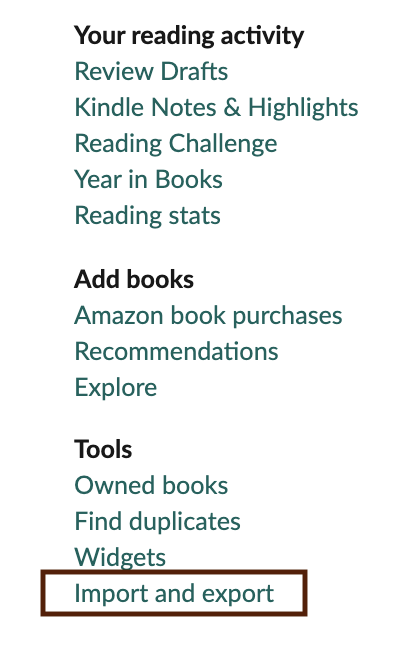 Your reading activity
Review Drafts
Kindle Notes & Highlights
Reading Challenge
Year in Books
Reading stats
Add books
Amazon book purchases
Recommendations
Explore
Tools
Owned books
Find duplicates
Widgets
Import and export